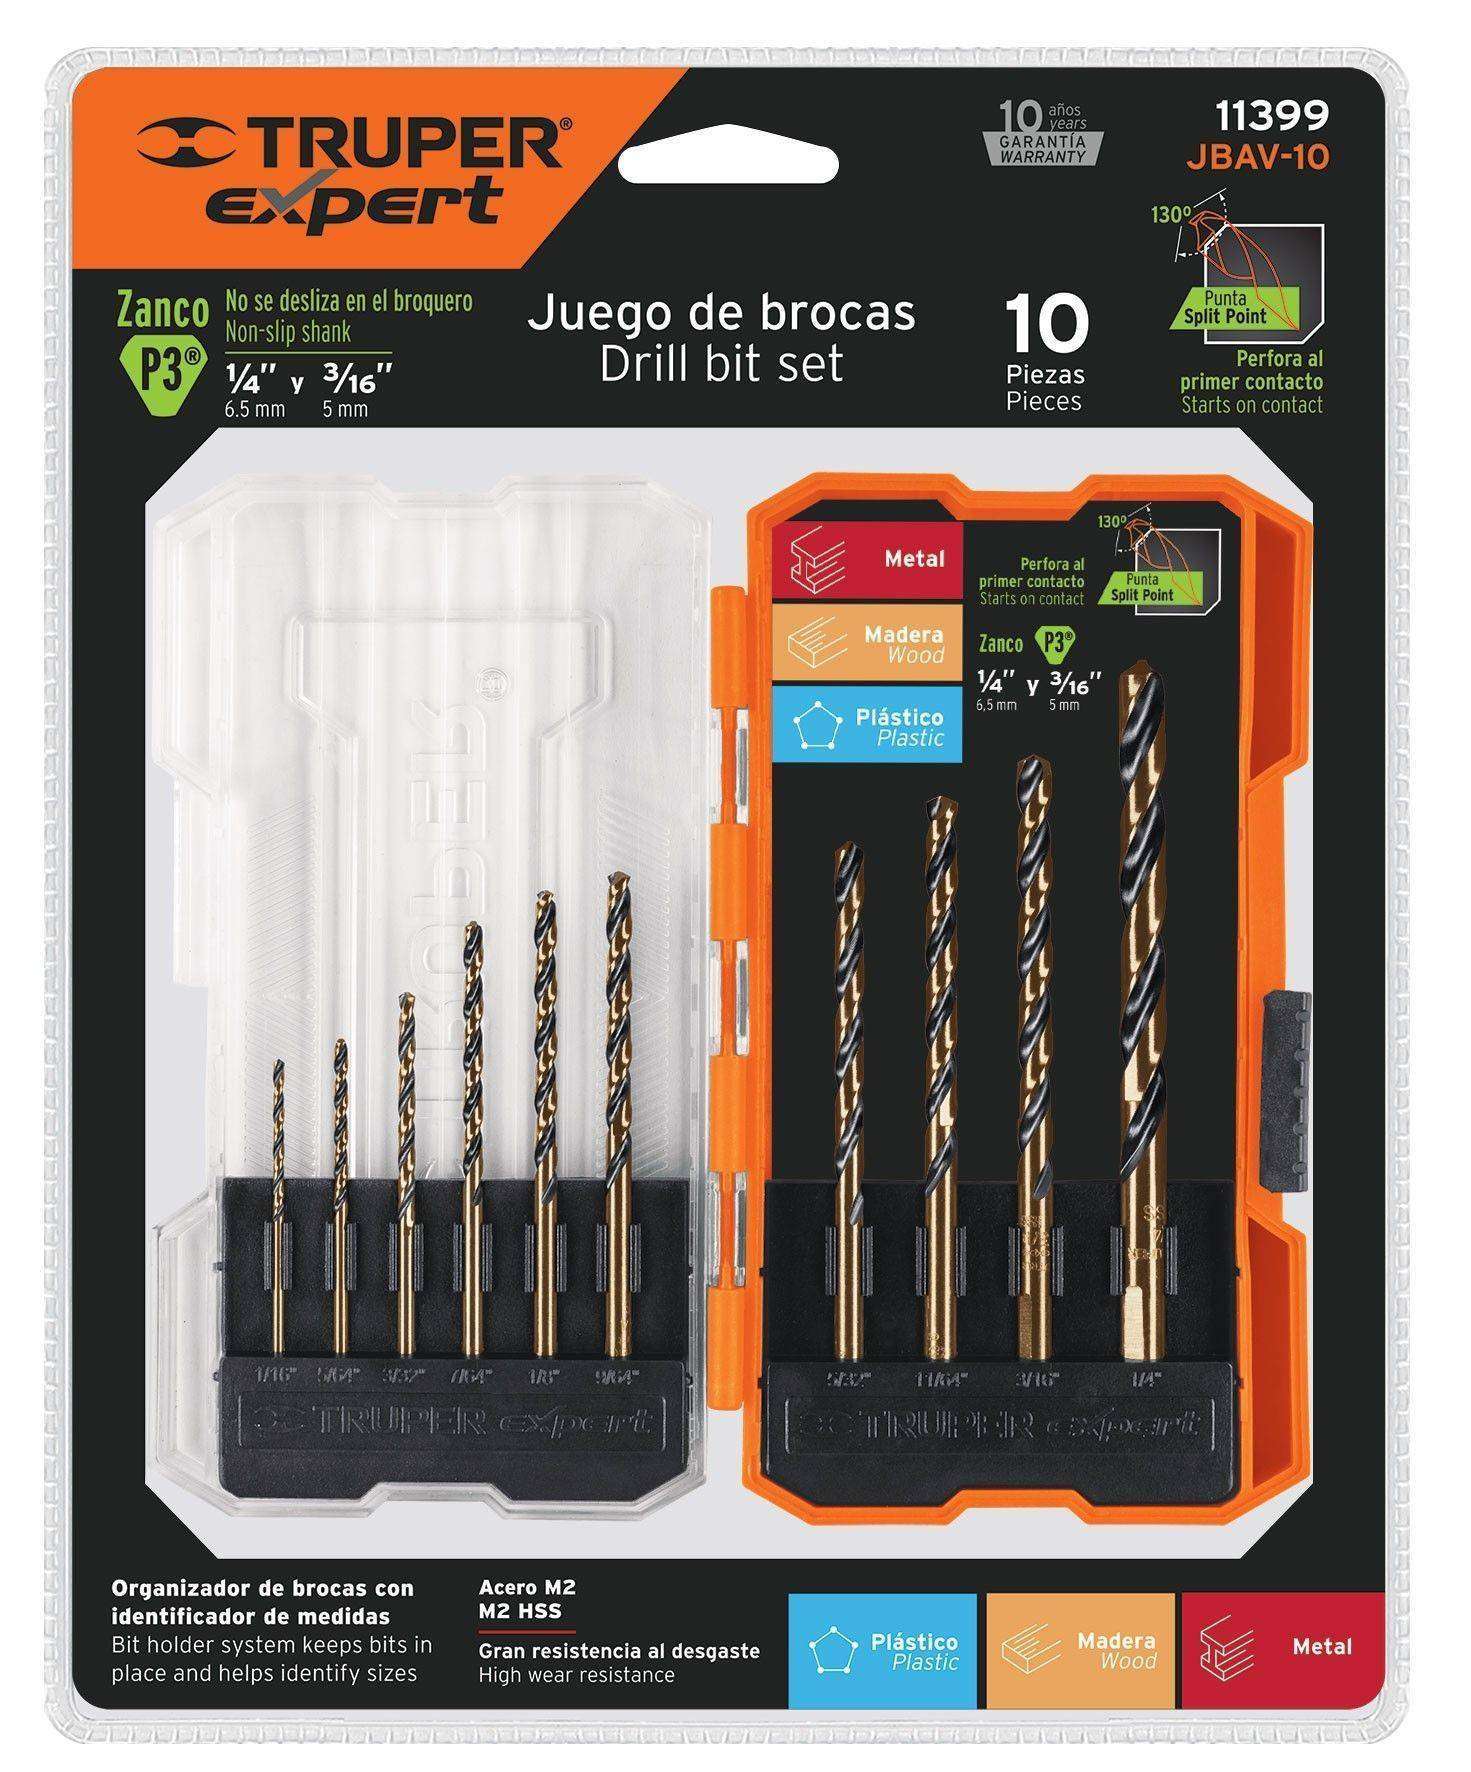 TRUPER®
expert
10 años
years
GARANTÍA
WARRANTY
11399
JBAV-10
130º
Punta
Split Point
Perfora al
primer contacto
Starts on contact
Zanco
P3®
No se desliza en el broquero
Non-slip shank
1/4" y 3/16"
6.5 mm 5 mm
Juego de brocas
Drill bit set
10
Piezas
Pieces
Metal
Madera
Wood
Plástico
Plastic
130º
Perfora al
primer contacto
Starts on contact
Punta
Split Point
Zanco P3®
1/4" y 3/16"
6,5 mm 5 mm
1/16" 5/64" 3/32" 7/64" 1/8" 9/64"
TRUPER expert
5/32" 11/64" 3/16" 1/4"
TRUPER expert
Organizador de brocas con
identificador de medidas
Bit holder system keeps bits in
place and helps identify sizes
Acero M2
M2 HSS
Gran resistencia al desgaste
High wear resistance
Plástico
Plastic
Madera
Wood
Metal